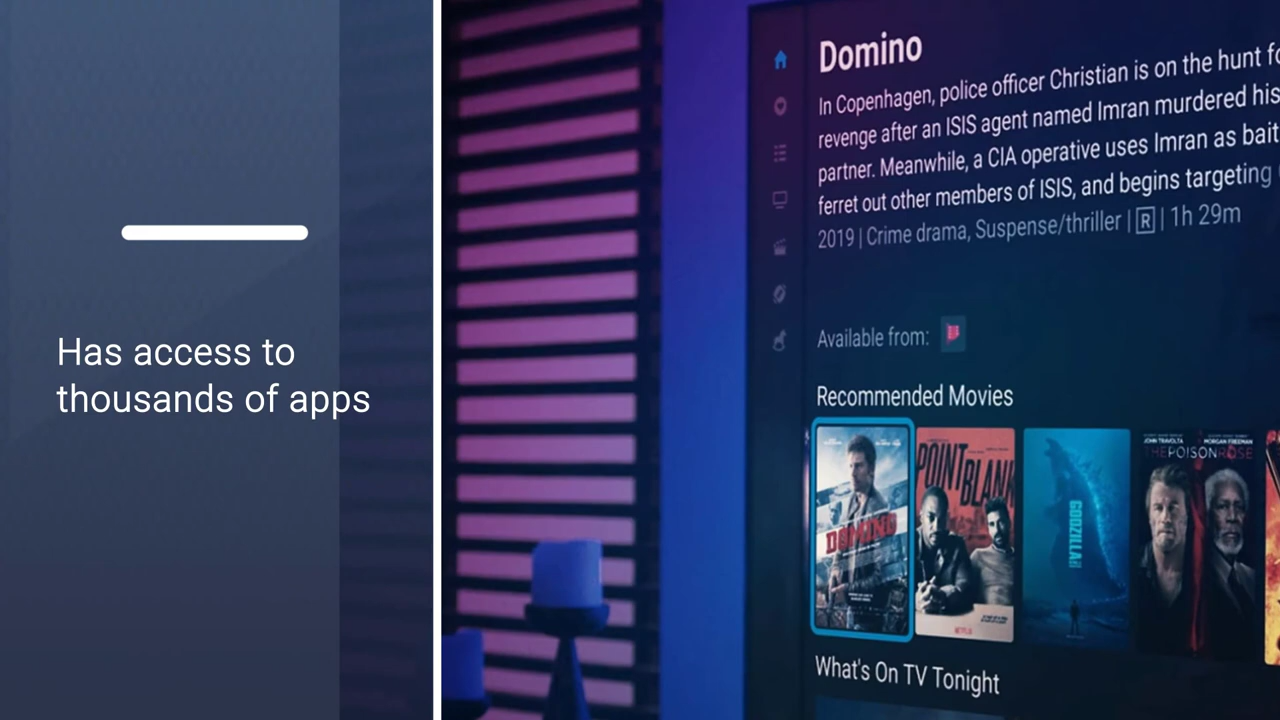 Has access to
thousands of apps
Domino
In Copenhagen, police officer Christian is on the hunt
revenge after an ISIS agent named Imran murdered his
partner. Meanwhile, a CIA operative uses Imran as bait
ferret out other members of ISIS, and begins targeting
2019 | Crime drama, Suspense/thriller | R | 1h 29m
Available from:
Recommended Movies
DOMINO
POINT BLANK
NETFLIX
GODZILLA
JOHN TRAVOLTA MORGAN FREEMAN
THE POISON ROSE
What's On TV Tonight